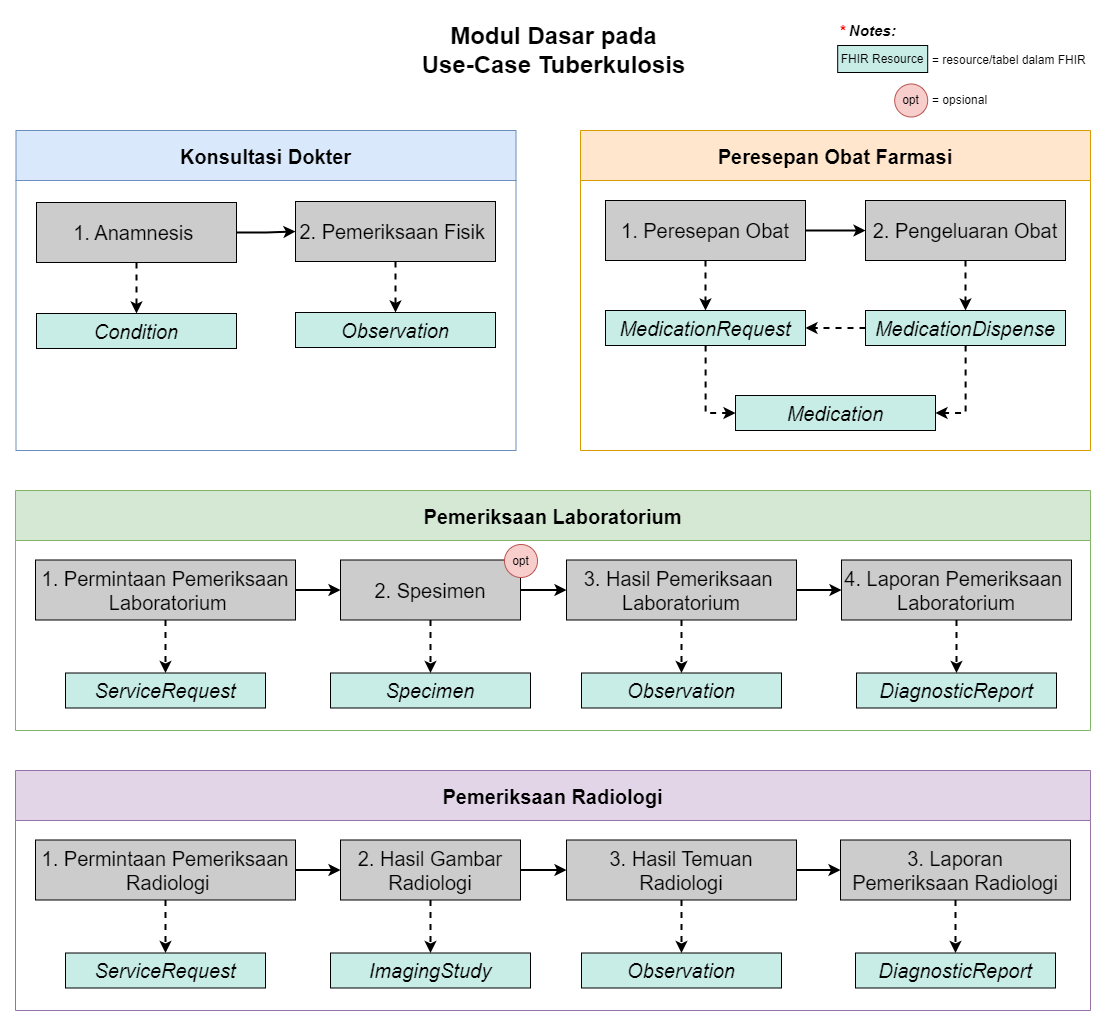 Modul Dasar pada
Use-Case Tuberkulosis
* Notes:
FHIR Resource = resource/tabel dalam FHIR
opt = opsional
Konsultasi Dokter
1. Anamnesis
2. Pemeriksaan Fisik
Condition
Observation
Peresepan Obat Farmasi
1. Peresepan Obat
2. Pengeluaran Obat
MedicationRequest
MedicationDispense
Medication
Pemeriksaan Laboratorium
1. Permintaan Pemeriksaan
Laboratorium
2. Spesimen
opt
3. Hasil Pemeriksaan
Laboratorium
4. Laporan Pemeriksaan
Laboratorium
ServiceRequest
Specimen
Observation
DiagnosticReport
Pemeriksaan Radiologi
1. Permintaan Pemeriksaan
Radiologi
2. Hasil Gambar
Radiologi
3. Hasil Temuan
Radiologi
3. Laporan
Pemeriksaan Radiologi
ServiceRequest
ImagingStudy
Observation
DiagnosticReport